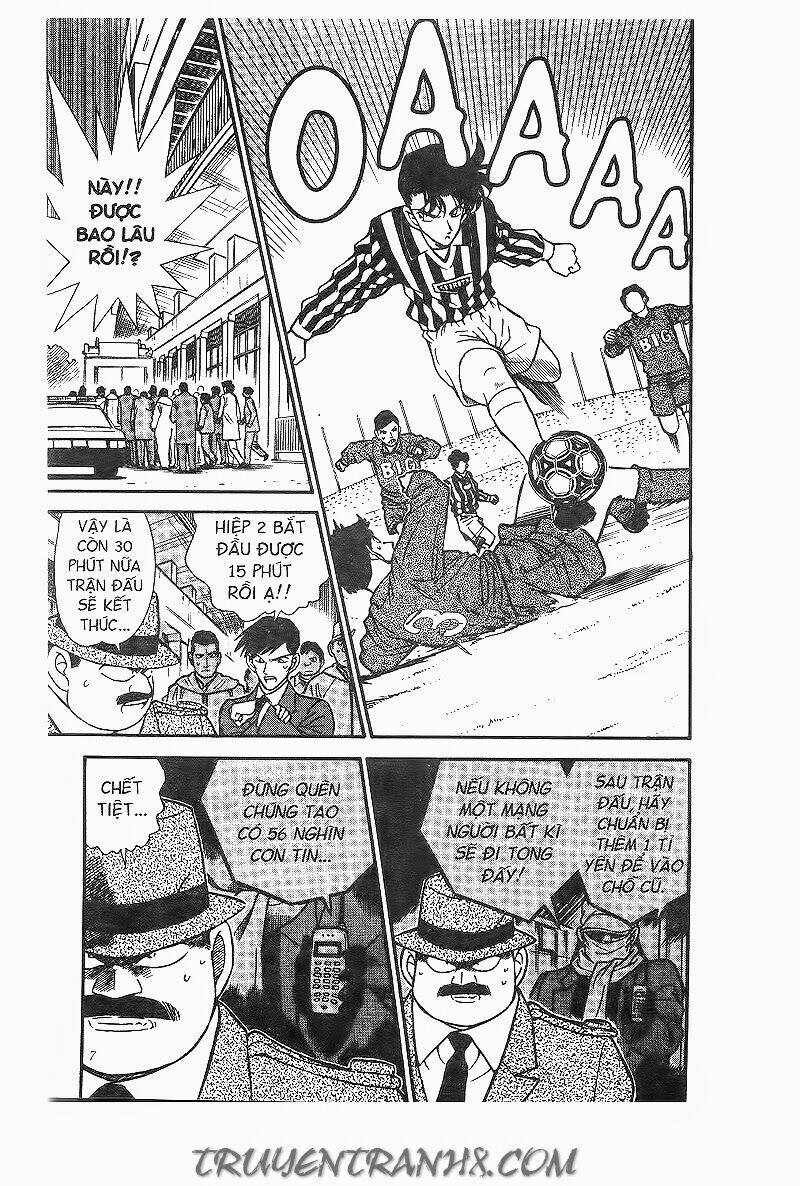 OAAAAA
NÀY!!
ĐƯỢC
BAO LÂU
RỒI!?
BIG
BIG
HIỆP 2 BẮT
ĐẦU ĐƯỢC
15 PHÚT
RỒI Ạ!!
VẬY LÀ
CÒN 30
PHÚT NỮA
TRẬN ĐẤU
SẼ KẾT
THÚC...
SAU TRẬN
ĐẤU, HÃY
CHUẨN BỊ
THÊM 1 TỈ
YÊN ĐỂ VÀO
CHỖ CŨ.
NẾU KHÔNG
MỘT MẠNG
NGƯỜI BẤT KÌ
SẼ ĐI TONG
ĐẤY!
ĐỪNG QUÊN
CHÚNG TAO
CÓ 56 NGHÌN
CON TIN...
CHẾT
TIỆT...
7
TRUYENTRANH8.COM